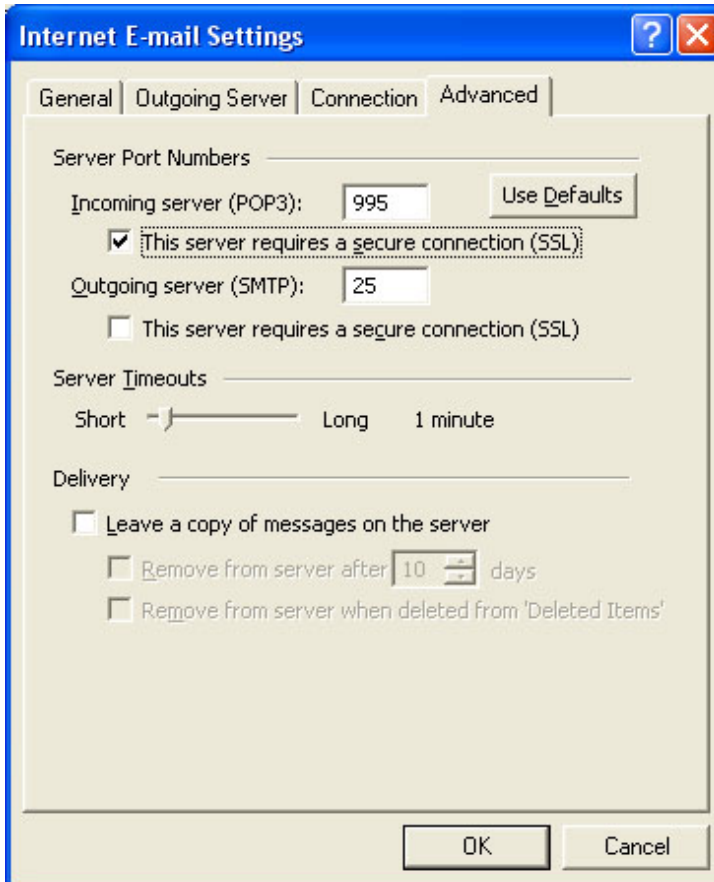 Internet E-mail Settings
General Outgoing Server Connection Advanced
Server Port Numbers
Incoming server (POP3): 995 Use Defaults
This server requires a secure connection (SSL)
Outgoing server (SMTP): 25
This server requires a secure connection (SSL)
Server Timeouts
Short Long 1 minute
Delivery
Leave a copy of messages on the server
Remove from server after 10 days
Remove from server when deleted from 'Deleted Items'
OK Cancel